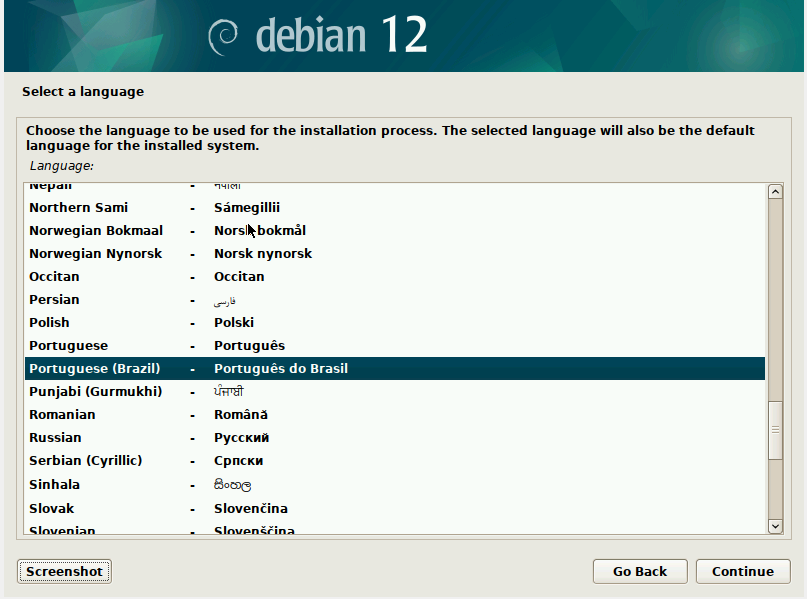 debian 12
Select a language
Choose the language to be used for the installation process. The selected language will also be the default
language for the installed system.
Language:
Nepali - नेपाली
Northern Sami - Sámegillii
Norwegian Bokmaal - Norsk bokmål
Norwegian Nynorsk - Norsk nynorsk
Occitan - Occitan
Persian - فارسی
Polish - Polski
Portuguese - Português
Portuguese (Brazil) - Português do Brasil
Punjabi (Gurmukhi) - ਪੰਜਾਬੀ
Romanian - Română
Russian - Русский
Serbian (Cyrillic) - Српски
Sinhala - සිංහල
Slovak - Slovenčina
Slovenian - Slovenščina
Screenshot Go Back Continue